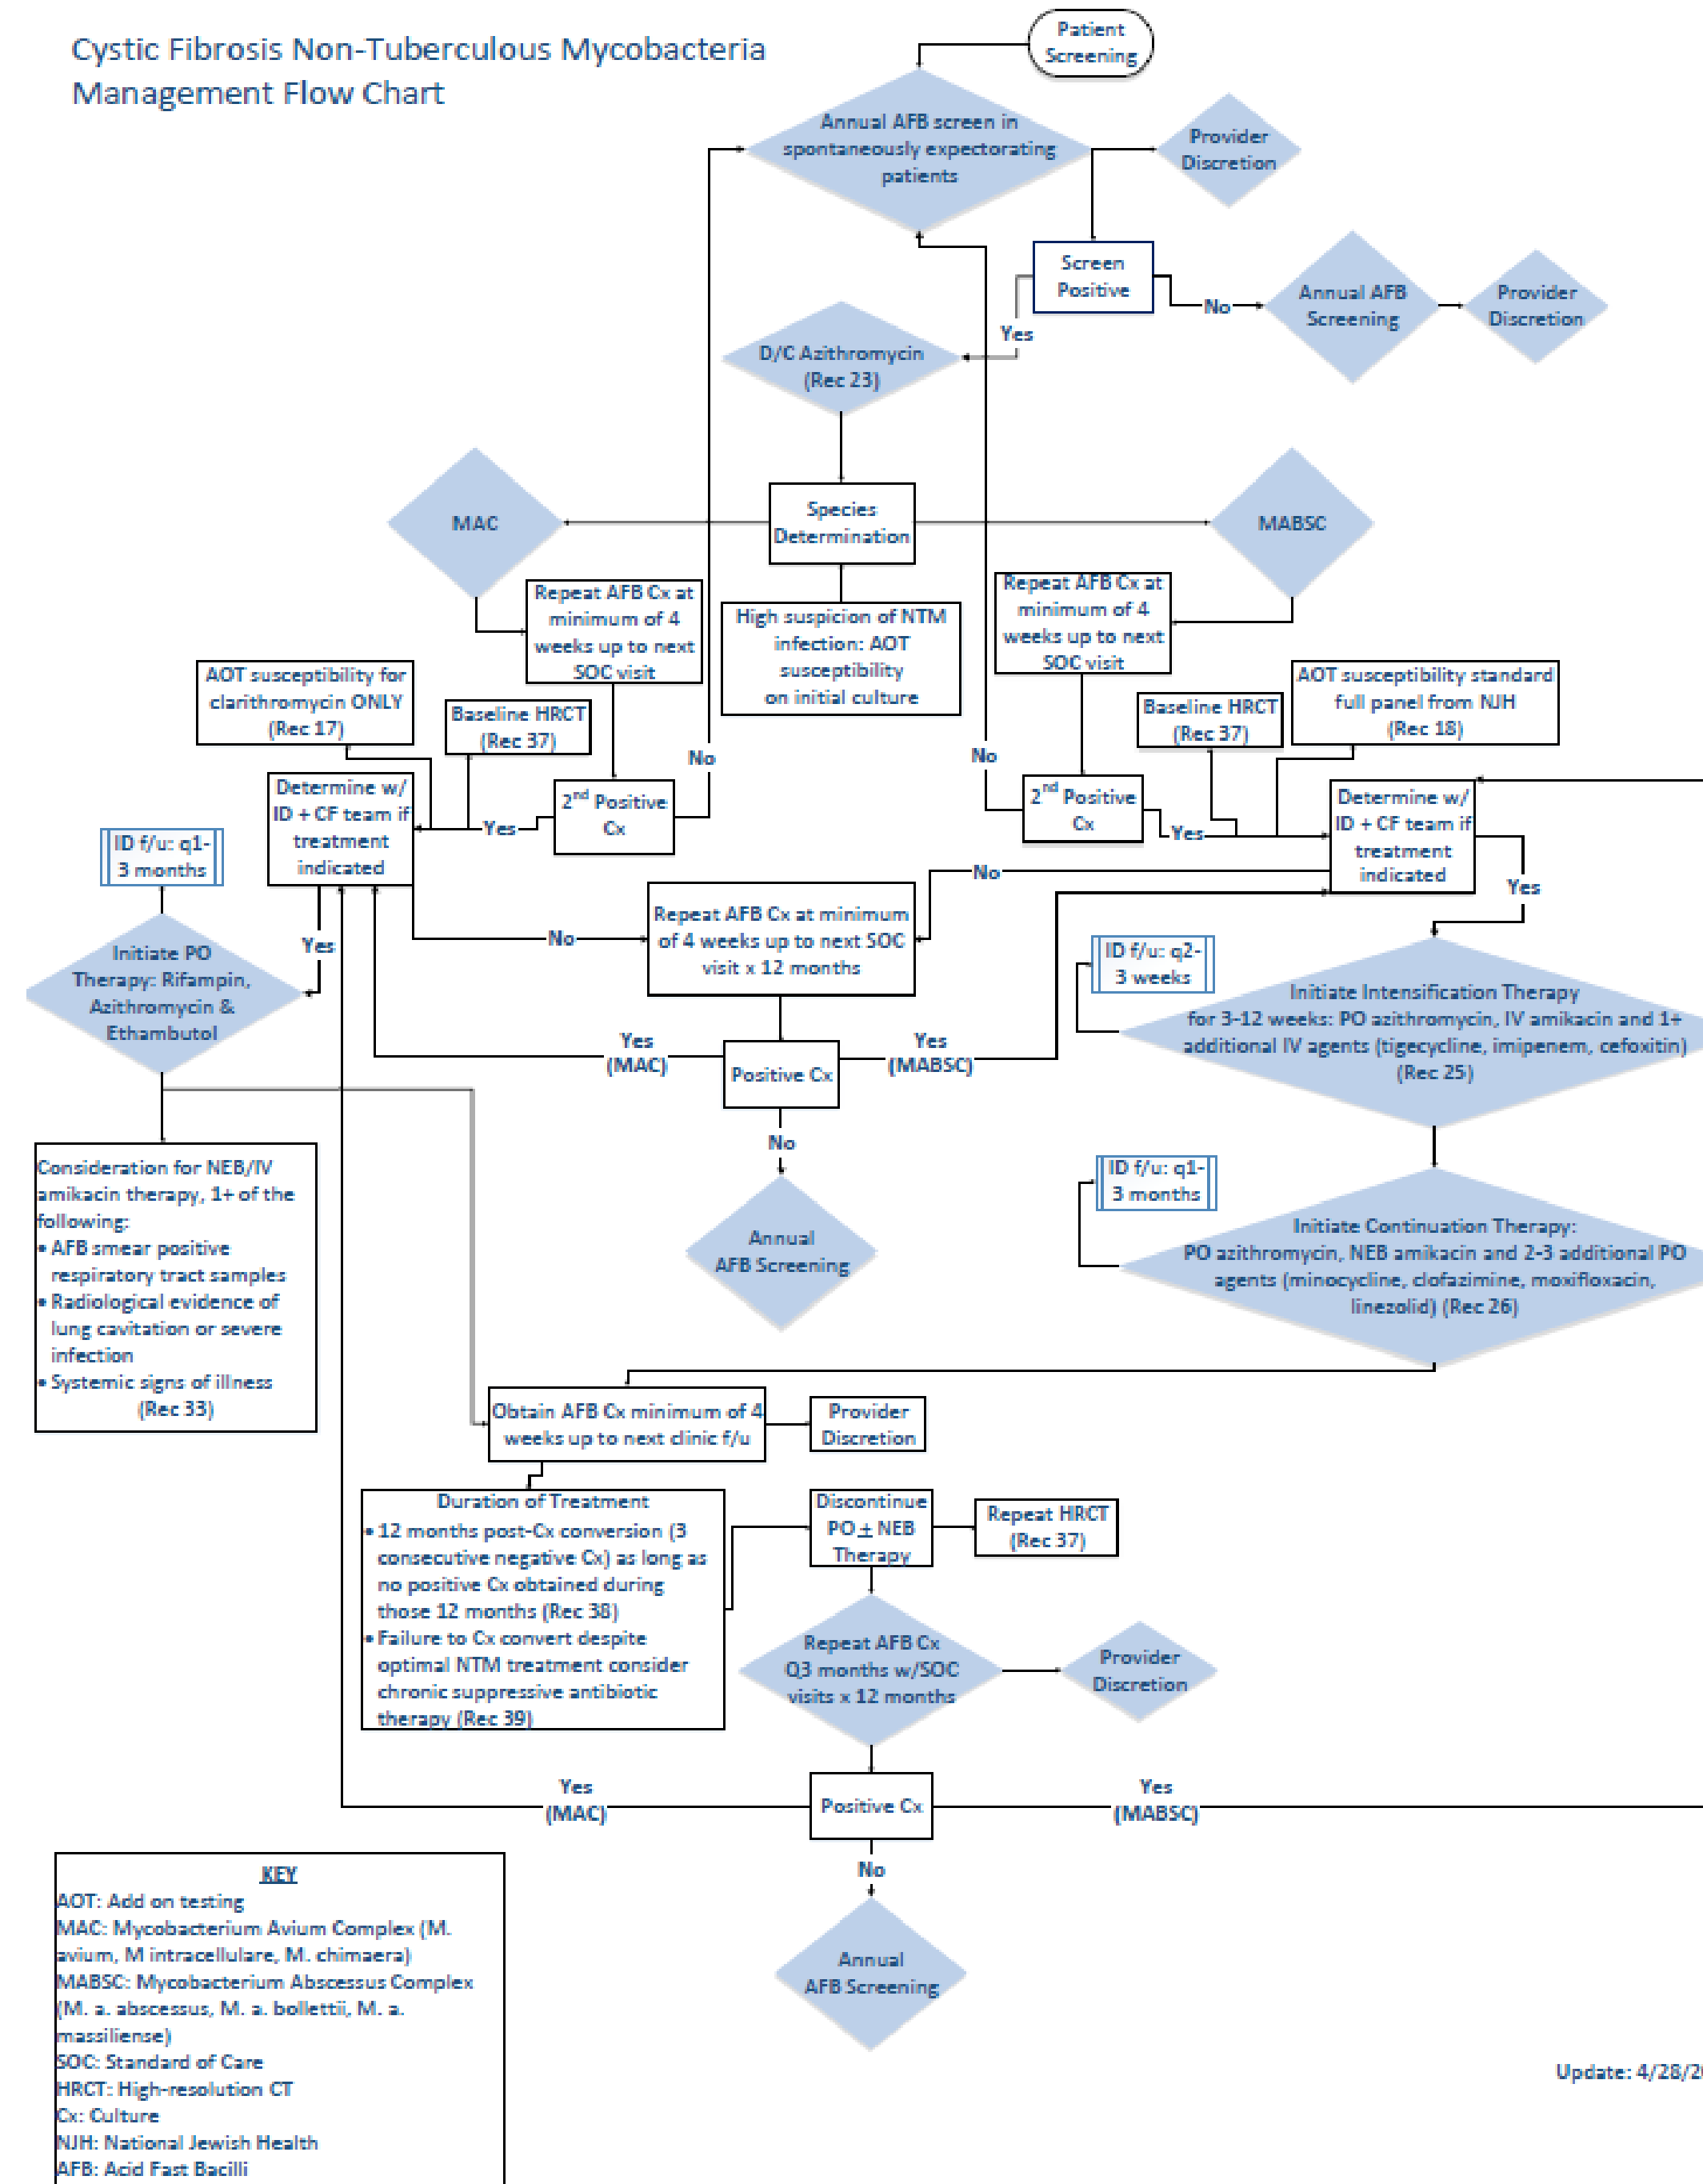 Cystic Fibrosis Non-Tuberculous Mycobacteria
Management Flow Chart
Patient
Screening
Annual AFB screen in
spontaneously expectorating
patients
Provider
Discretion
Screen
Positive
No
Annual AFB
Screening
Provider
Discretion
Yes
D/C Azithromycin
(Rec 23)
Species
Determination
MAC
MABSC
Repeat AFB Cx at
minimum of 4
weeks up to next
SOC visit
High suspicion of NTM
infection: AOT
susceptibility
on initial culture
Repeat AFB Cx at
minimum of 4
weeks up to next
SOC visit
AOT susceptibility for
clarithromycin ONLY
(Rec 17)
Baseline HRCT
(Rec 37)
No
No
Baseline HRCT
(Rec 37)
AOT susceptibility standard
full panel from NJH
(Rec 18)
Determine w/
ID + CF team if
treatment
indicated
Yes
2nd Positive
Cx
2nd Positive
Cx
Yes
Determine w/
ID + CF team if
treatment
indicated
ID f/u: q1-
3 months
No
Yes
Repeat AFB Cx at minimum
of 4 weeks up to next SOC
visit x 12 months
No
Yes
Initiate PO
Therapy: Rifampin,
Azithromycin &
Ethambutol
ID f/u: q2-
3 weeks
Initiate Intensification Therapy
for 3-12 weeks: PO azithromycin, IV amikacin and 1+
additional IV agents (tigecycline, imipenem, cefoxitin)
(Rec 25)
Yes
(MAC)
Positive Cx
Yes
(MABSC)
No
Annual
AFB Screening
Consideration for NEB/IV
amikacin therapy, 1+ of the
following:
• AFB smear positive
respiratory tract samples
• Radiological evidence of
lung cavitation or severe
infection
• Systemic signs of illness
(Rec 33)
ID f/u: q1-
3 months
Initiate Continuation Therapy:
PO azithromycin, NEB amikacin and 2-3 additional PO
agents (minocycline, clofazimine, moxifloxacin,
linezolid) (Rec 26)
Obtain AFB Cx minimum of 4
weeks up to next clinic f/u
Provider
Discretion
Duration of Treatment
• 12 months post-Cx conversion (3
consecutive negative Cx) as long as
no positive Cx obtained during
those 12 months (Rec 38)
• Failure to Cx convert despite
optimal NTM treatment consider
chronic suppressive antibiotic
therapy (Rec 39)
Discontinue
PO ± NEB
Therapy
Repeat HRCT
(Rec 37)
Repeat AFB Cx
Q3 months w/SOC
visits x 12 months
Provider
Discretion
Yes
(MAC)
Positive Cx
Yes
(MABSC)
No
Annual
AFB Screening
KEY
AOT: Add on testing
MAC: Mycobacterium Avium Complex (M.
avium, M intracellulare, M. chimaera)
MABSC: Mycobacterium Abscessus Complex
(M. a. abscessus, M. a. bollettii, M. a.
massiliense)
SOC: Standard of Care
HRCT: High-resolution CT
Cx: Culture
NJH: National Jewish Health
AFB: Acid Fast Bacilli
Update: 4/28/20